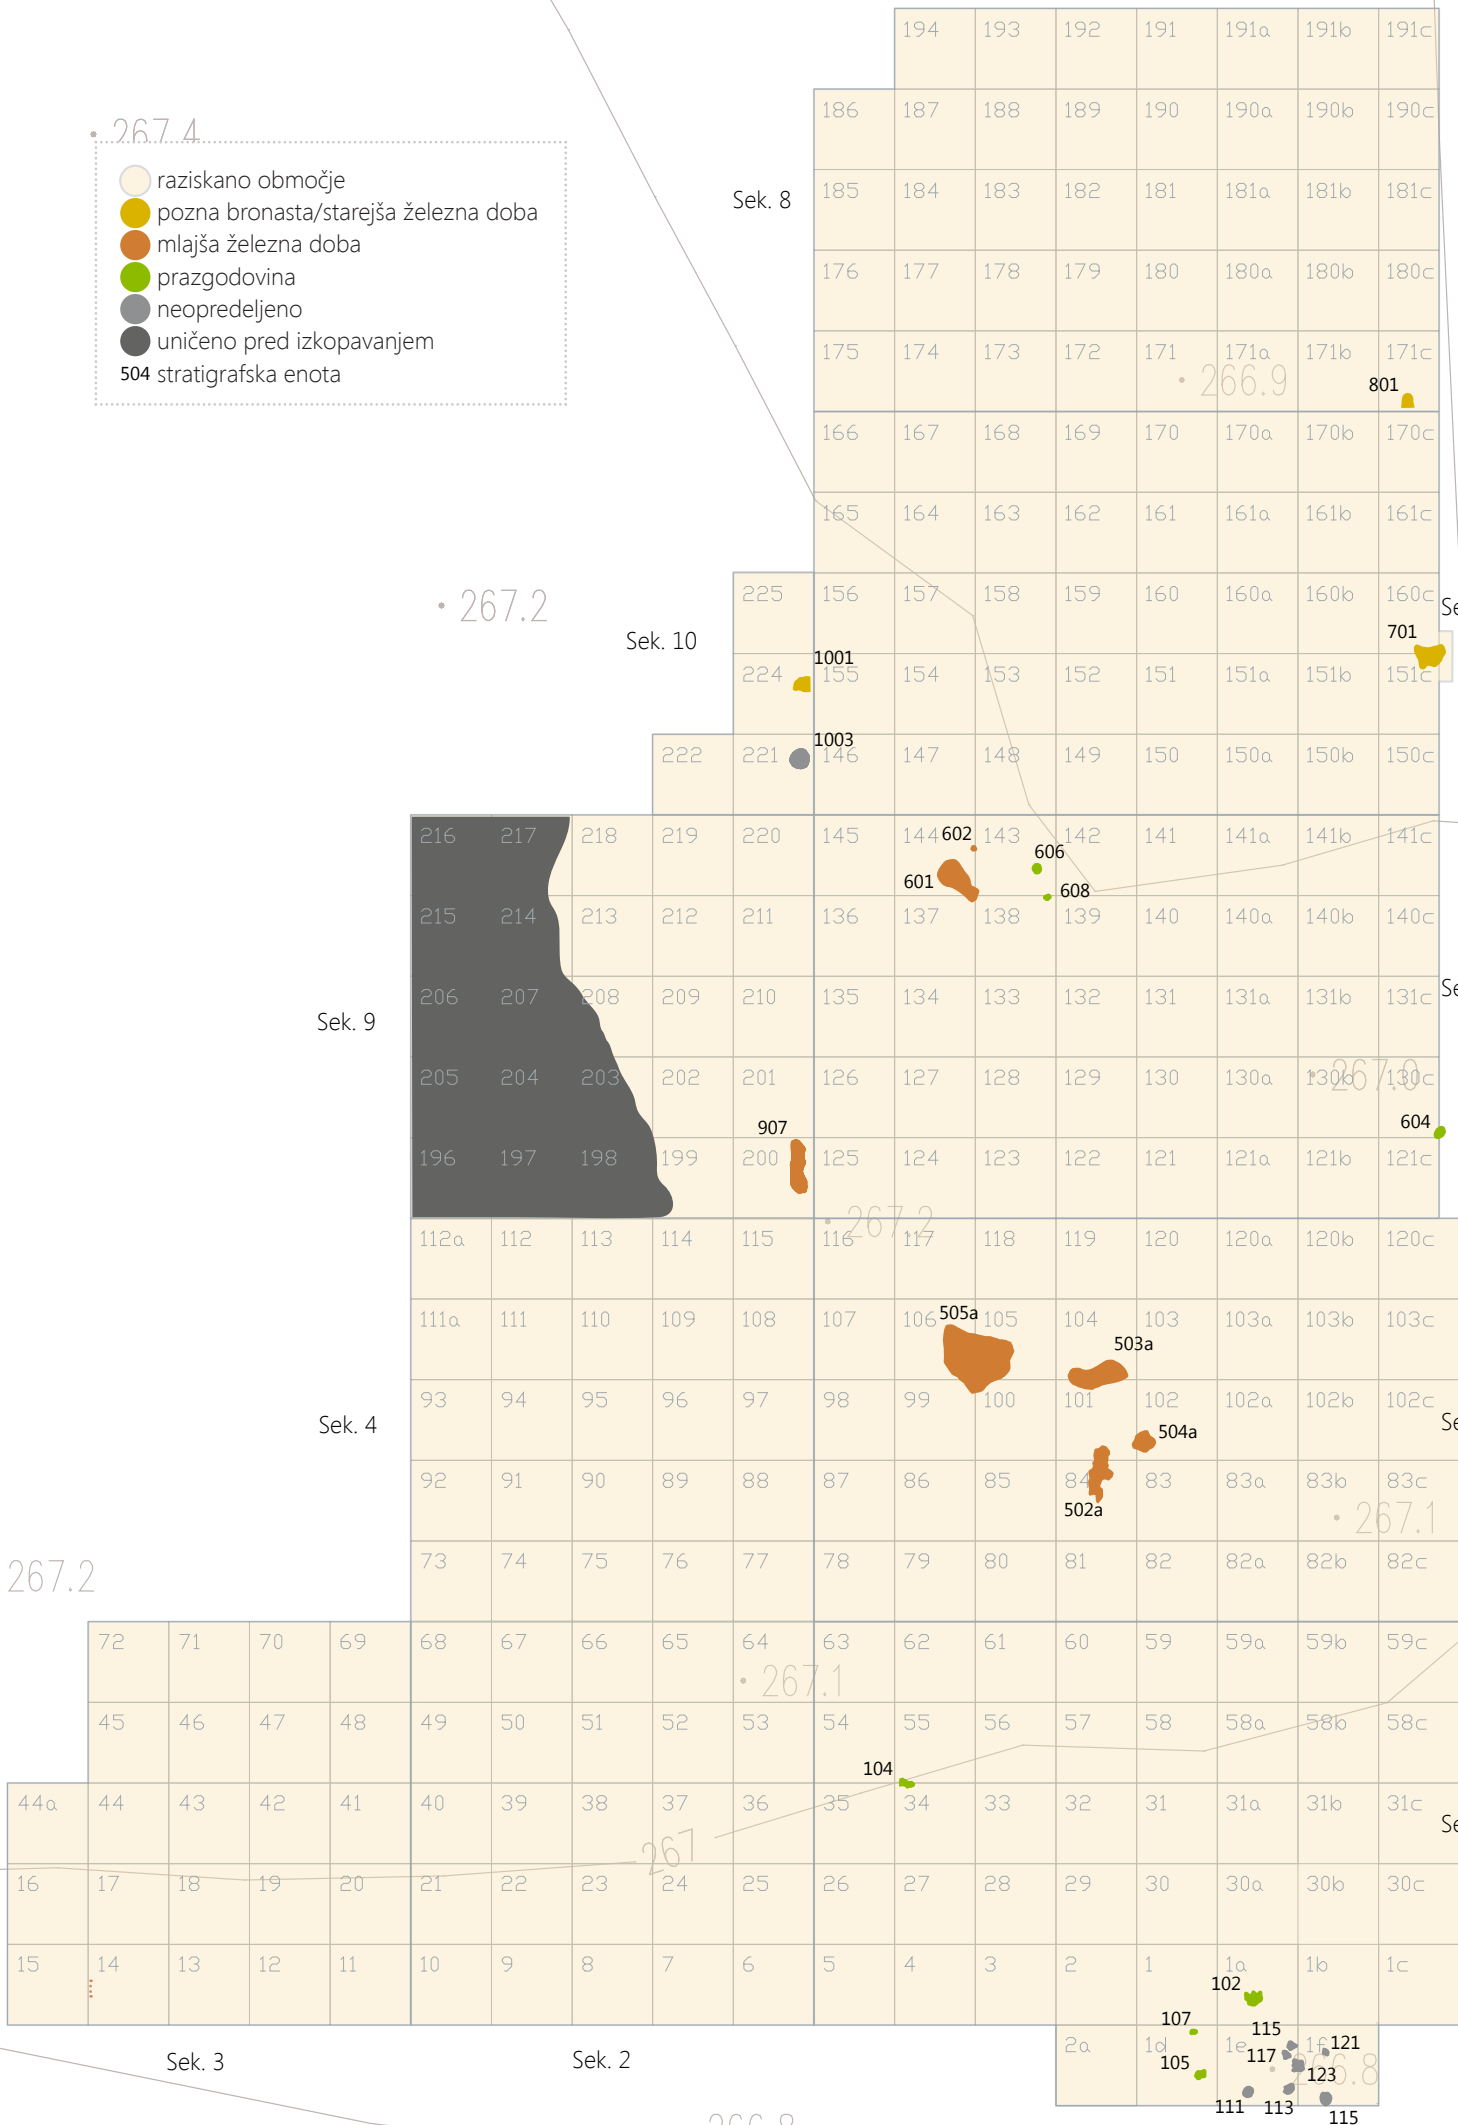 194 193 192 191 191a 191b 191c
186 187 188 189 190 190a 190b 190c
267.4
raziskano območje
pozna bronasta/starejša železna doba
mlajša železna doba
prazgodovina
neopredeljeno
uničeno pred izkopavanjem
504 stratigrafska enota
Sek. 8
185 184 183 182 181 181a 181b 181c
176 177 178 179 180 180a 180b 180c
175 174 173 172 171 171a 171b 171c
266.9
801
166 167 168 169 170 170a 170b 170c
165 164 163 162 161 161a 161b 161c
225 156 157 158 159 160 160a 160b 160c
267.2
Se
Sek. 10
701
1001
224 155 154 153 152 151 151a 151b 151c
1003
222 221 146 147 148 149 150 150a 150b 150c
216 217 218 219 220 145 144 602 143 142 141 141a 141b 141c
606
601
608
215 214 213 212 211 136 137 138 139 140 140a 140b 140c
Se
206 207 208 209 210 135 134 133 132 131 131a 131b 131c
Sek. 9
205 204 203 202 201 126 127 128 129 130 130a 130b 130c
267.0
604
907
196 197 198 199 200 125 124 123 122 121 121a 121b 121c
267.2
112a 112 113 114 115 116 117 118 119 120 120a 120b 120c
505a
111a 111 110 109 108 107 106 105 104 103 103a 103b 103c
503a
93 94 95 96 97 98 99 100 101 102 102a 102b 102c
Sek. 4
Se
504a
92 91 90 89 88 87 86 85 84 83 83a 83b 83c
502a
267.1
73 74 75 76 77 78 79 80 81 82 82a 82b 82c
267.2
72 71 70 69 68 67 66 65 64 63 62 61 60 59 59a 59b 59c
267.1
45 46 47 48 49 50 51 52 53 54 55 56 57 58 58a 58b 58c
104
44a 44 43 42 41 40 39 38 37 36 35 34 33 32 31 31a 31b 31c
Se
267
16 17 18 19 20 21 22 23 24 25 26 27 28 29 30 30a 30b 30c
15 14 13 12 11 10 9 8 7 6 5 4 3 2 1 1a 1b 1c
102
107 115
2a 1d 1e 1f 121
117
Sek. 3 Sek. 2
105 123
266.8
111 113 115
266.8